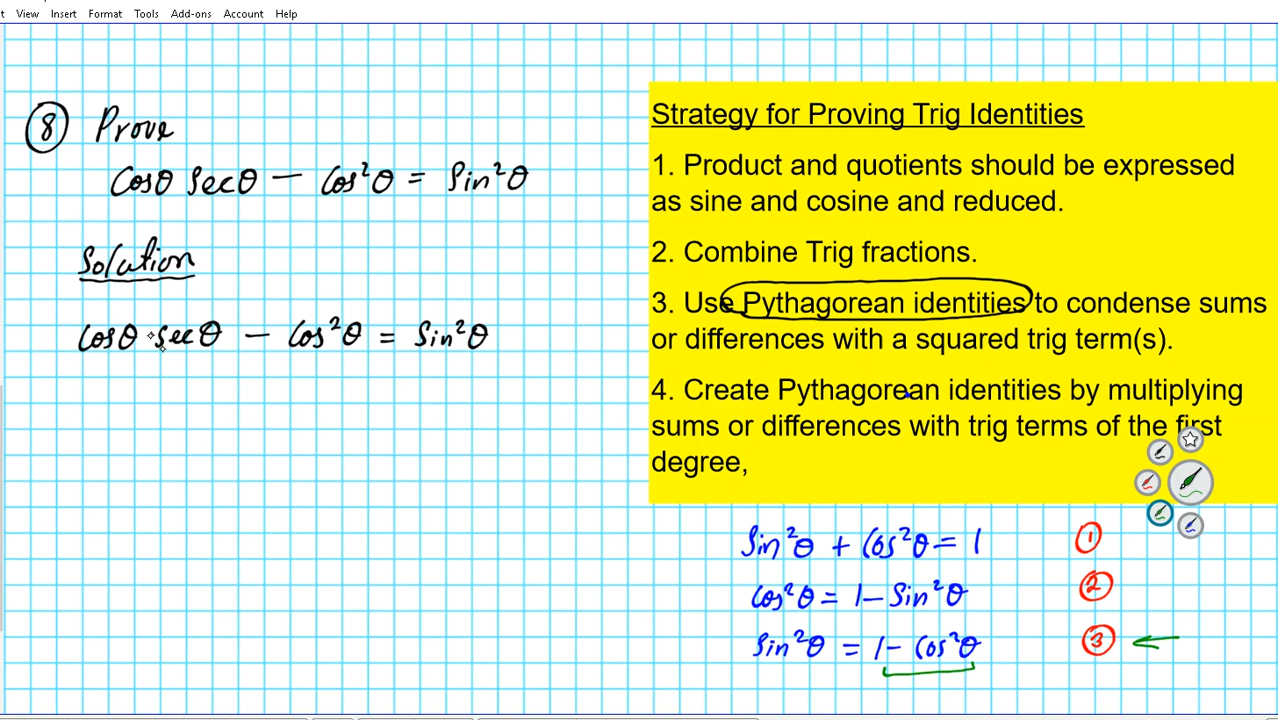 View Insert Format Tools Add-ons Account Help
⑧ Prove
Cosθ Secθ − Cos²θ = Sin²θ
Solution
Cosθ · Secθ − Cos²θ = Sin²θ
Strategy for Proving Trig Identities
1. Product and quotients should be expressed
as sine and cosine and reduced.
2. Combine Trig fractions.
3. Use Pythagorean identities to condense sums
or differences with a squared trig term(s).
4. Create Pythagorean identities by multiplying
sums or differences with trig terms of the first
degree,
Sin²θ + Cos²θ = 1 ①
Cos²θ = 1 − Sin²θ ②
Sin²θ = 1 − Cos²θ ③ ←